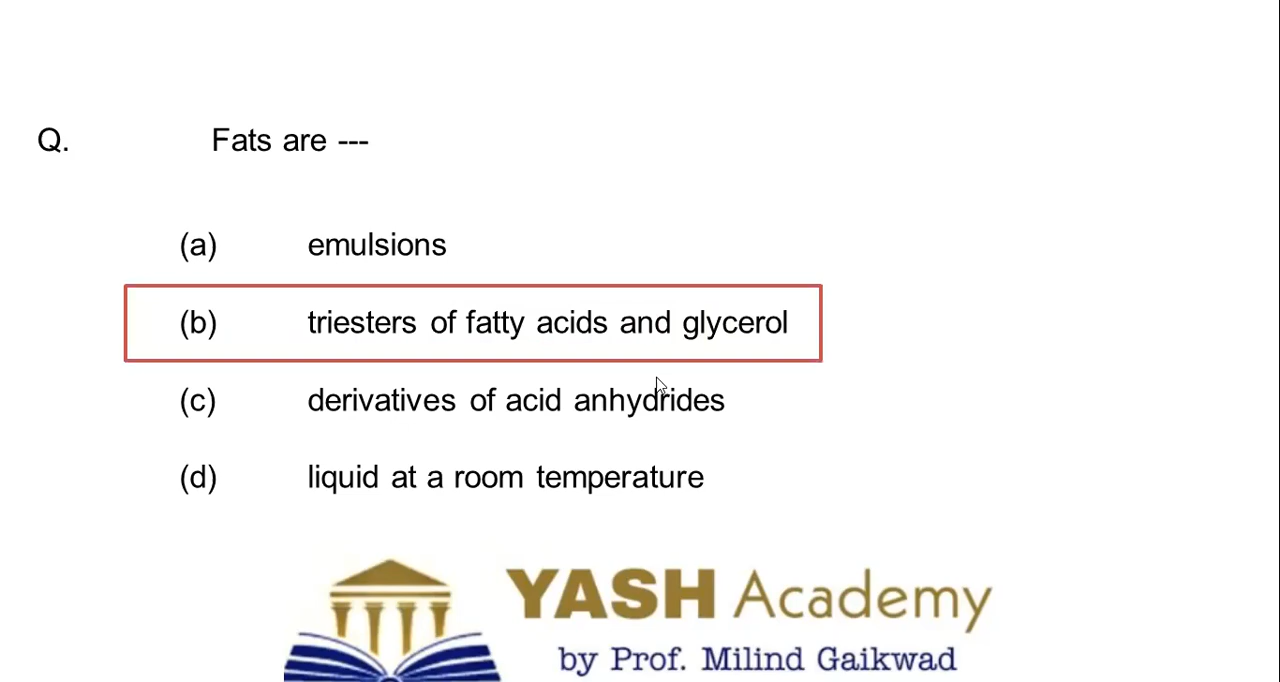 Q. Fats are ---
(a) emulsions
(b) triesters of fatty acids and glycerol
(c) derivatives of acid anhydrides
(d) liquid at a room temperature
YASH Academy
by Prof. Milind Gaikwad